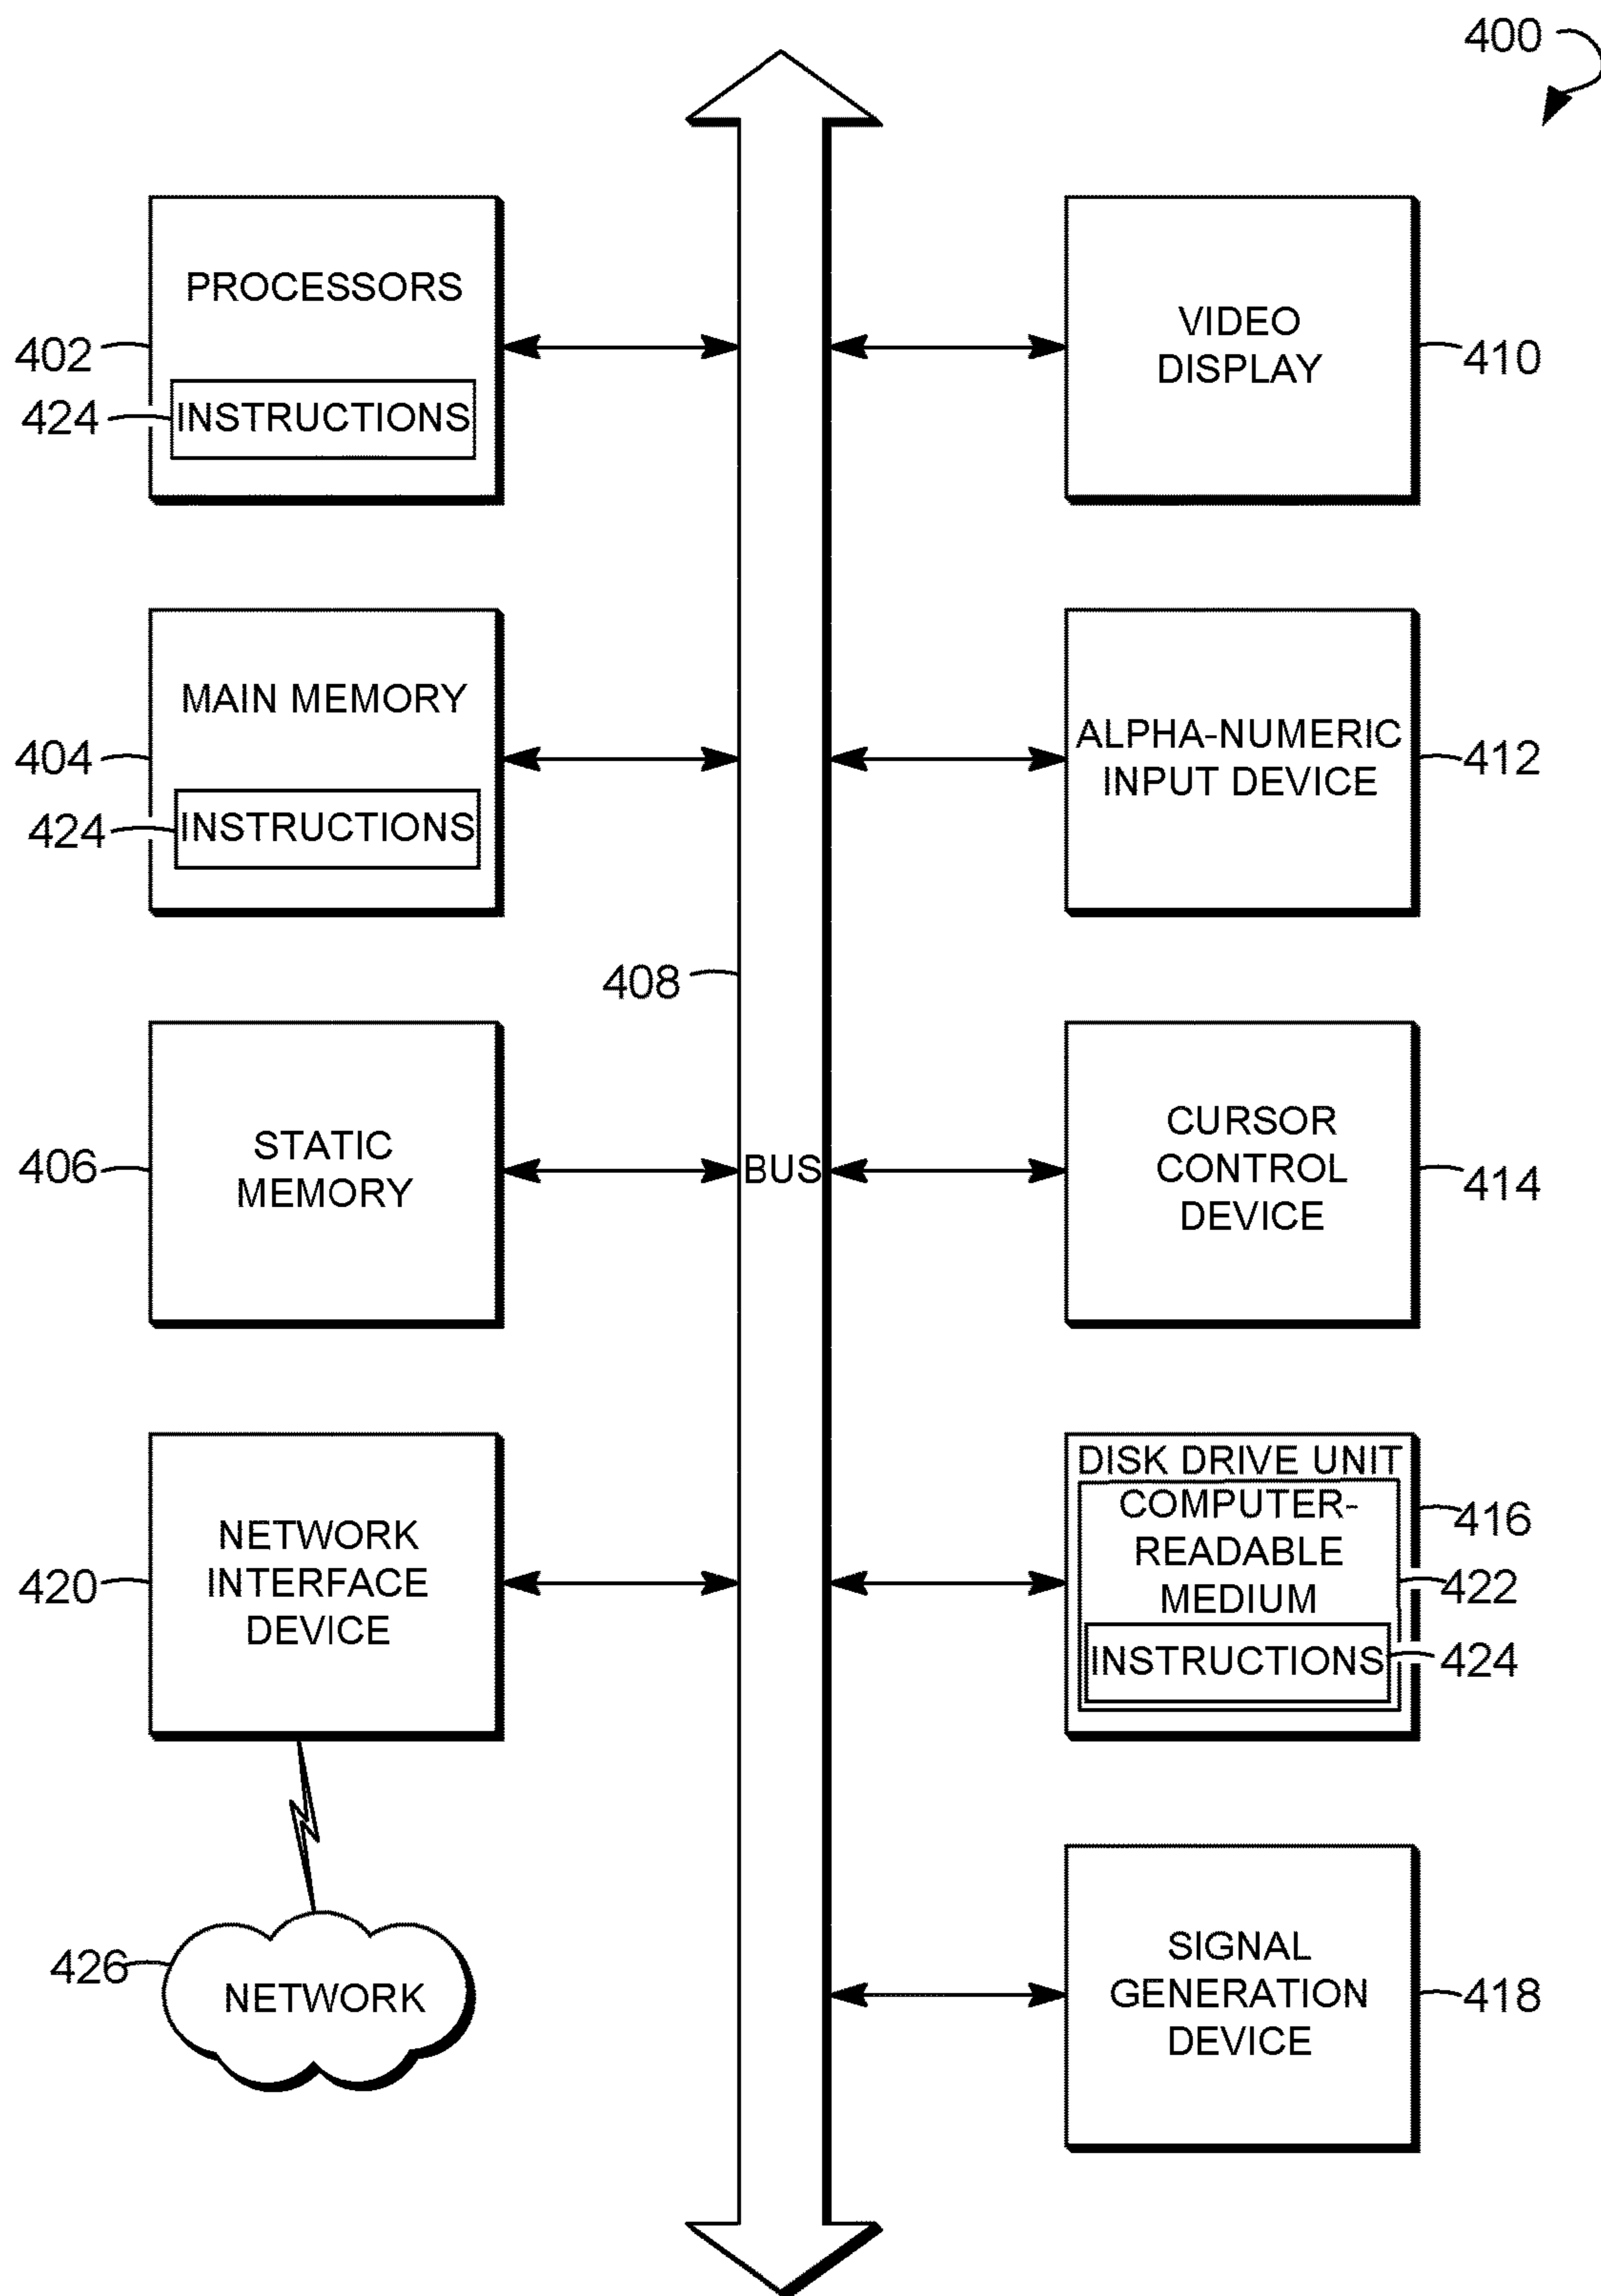 400
PROCESSORS
402
424
INSTRUCTIONS
MAIN MEMORY
404
424
INSTRUCTIONS
408
STATIC
MEMORY
406
BUS
NETWORK
INTERFACE
DEVICE
420
426
NETWORK
VIDEO
DISPLAY
410
ALPHA-NUMERIC
INPUT DEVICE
412
CURSOR
CONTROL
DEVICE
414
DISK DRIVE UNIT
COMPUTER-
READABLE
MEDIUM
416
422
INSTRUCTIONS
424
SIGNAL
GENERATION
DEVICE
418